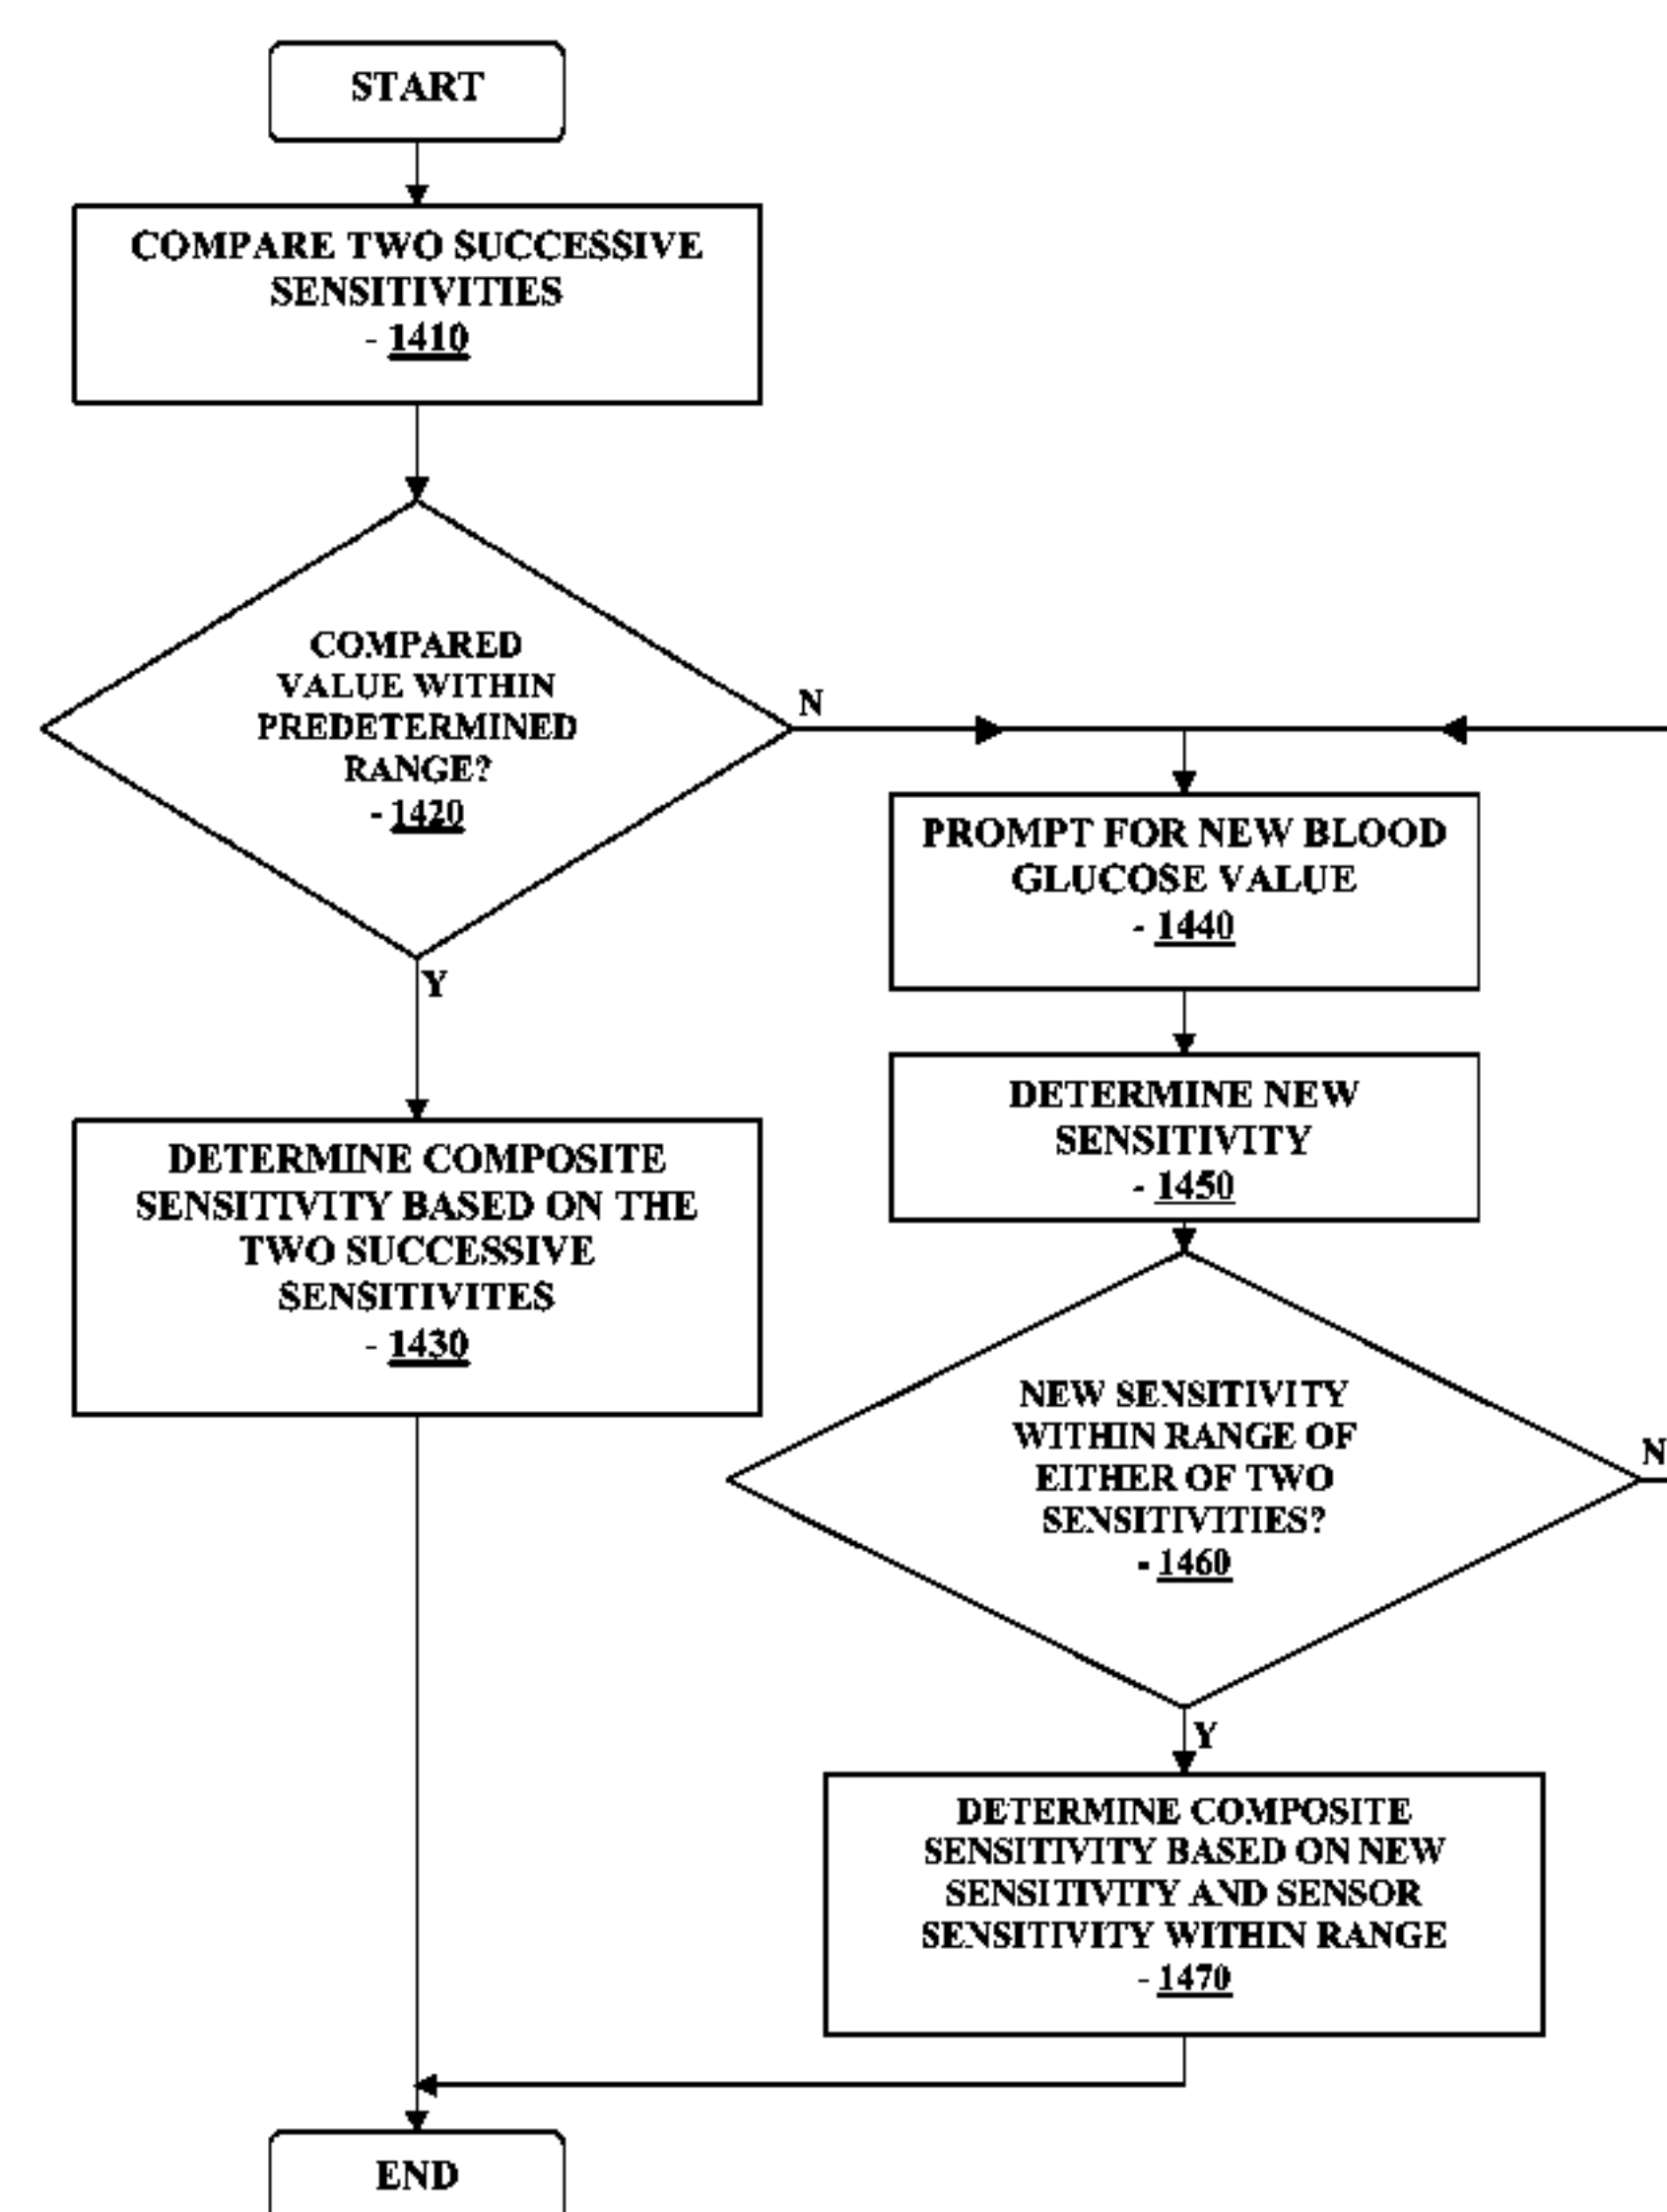 START
COMPARE TWO SUCCESSIVE
SENSITIVITIES
- 1410
COMPARED
VALUE WITHIN
PREDETERMINED
RANGE?
- 1420
N
Y
DETERMINE COMPOSITE
SENSITIVITY BASED ON THE
TWO SUCCESSIVE
SENSITIVITES
- 1430
PROMPT FOR NEW BLOOD
GLUCOSE VALUE
- 1440
DETERMINE NEW
SENSITIVITY
- 1450
NEW SENSITIVITY
WITHIN RANGE OF
EITHER OF TWO
SENSITIVITIES?
- 1460
N
Y
DETERMINE COMPOSITE
SENSITIVITY BASED ON NEW
SENSITIVITY AND SENSOR
SENSITIVITY WITHIN RANGE
- 1470
END